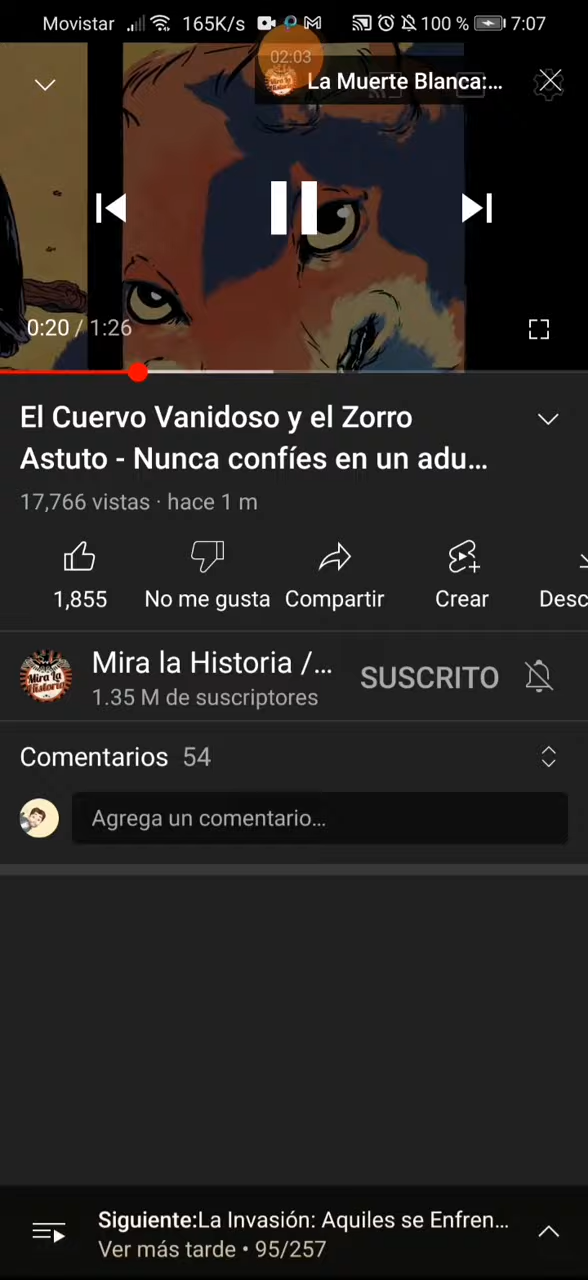 Movistar 165K/s 100 % 7:07
02:03
La Muerte Blanca:...
0:20 / 1:26
El Cuervo Vanidoso y el Zorro
Astuto - Nunca confíes en un adu...
17,766 vistas · hace 1 m
1,855 No me gusta Compartir Crear Desc
Mira la Historia /...
Mira La Historia
1.35 M de suscriptores
SUSCRITO
Comentarios 54
Agrega un comentario...
Siguiente:La Invasión: Aquiles se Enfren...
Ver más tarde • 95/257